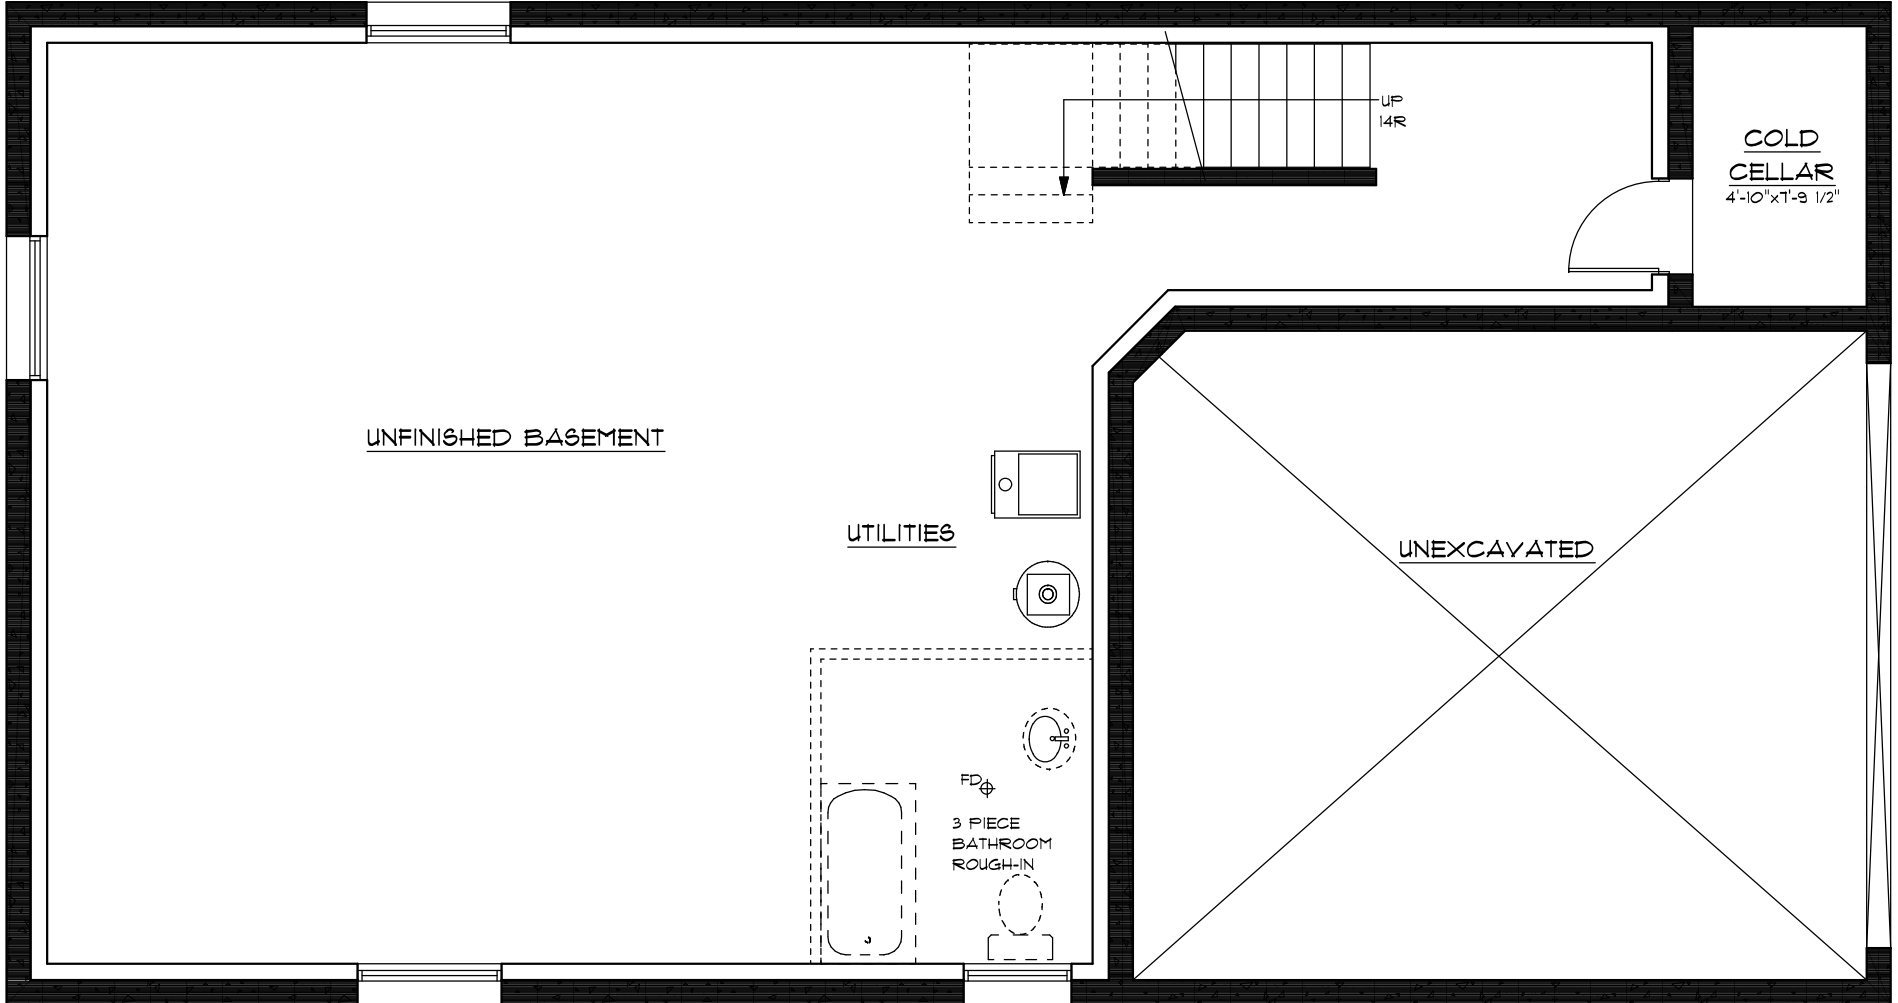 UP
14R
COLD
CELLAR
4'-10"x7'-9 1/2"
UNFINISHED BASEMENT
UTILITIES
UNEXCAVATED
FD
3 PIECE
BATHROOM
ROUGH-IN